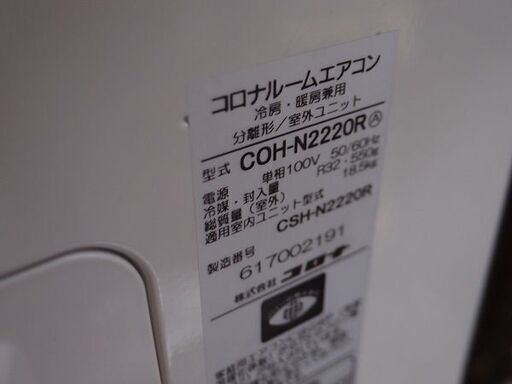 コロナルームエアコン
冷房・暖房兼用
分離形/室外ユニット
型式 COH-N2220R Ⓐ
電源 単相100V 50/60Hz
冷媒・封入量 R32・550g
総質量(室外) 18.5kg
適用室内ユニット型式
CSH-N2220R
製造番号 617002191
株式会社 コロナ